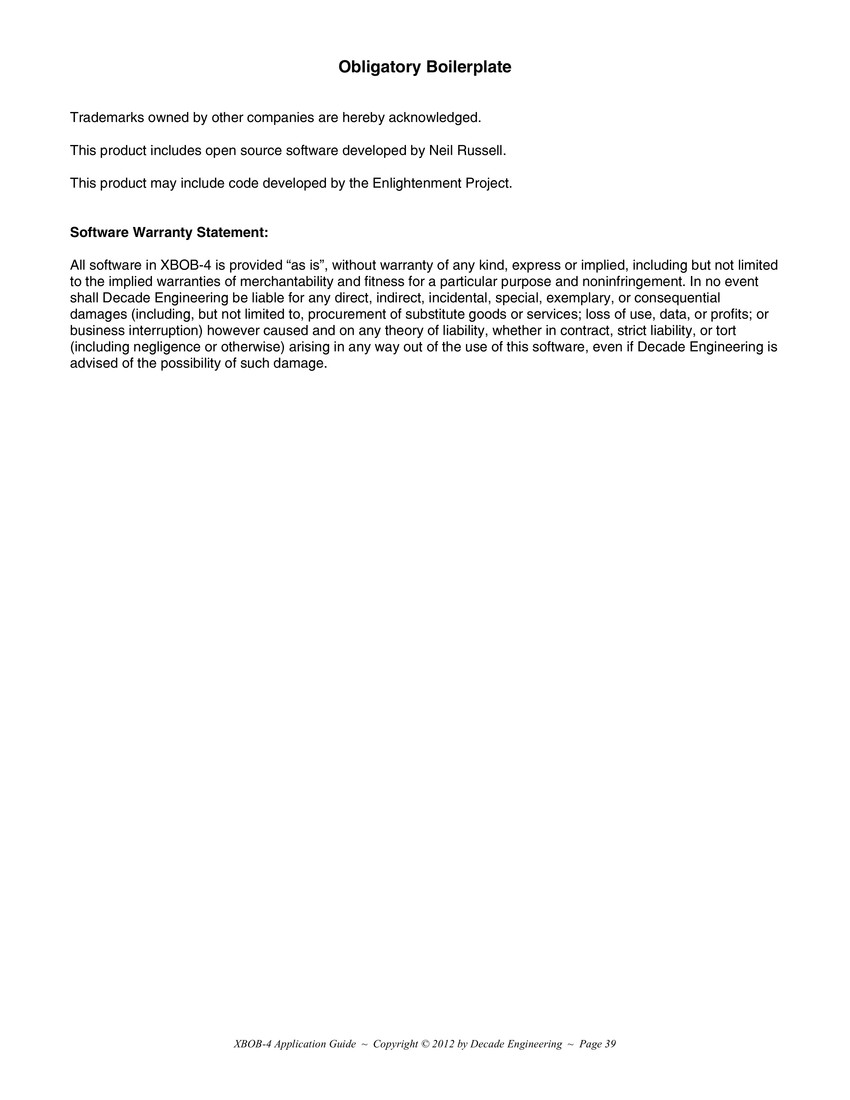 Obligatory Boilerplate
Trademarks owned by other companies are hereby acknowledged.
This product includes open source software developed by Neil Russell.
This product may include code developed by the Enlightenment Project.
Software Warranty Statement:
All software in XBOB-4 is provided “as is”, without warranty of any kind, express or implied, including but not limited
to the implied warranties of merchantability and fitness for a particular purpose and noninfringement. In no event
shall Decade Engineering be liable for any direct, indirect, incidental, special, exemplary, or consequential
damages (including, but not limited to, procurement of substitute goods or services; loss of use, data, or profits; or
business interruption) however caused and on any theory of liability, whether in contract, strict liability, or tort
(including negligence or otherwise) arising in any way out of the use of this software, even if Decade Engineering is
advised of the possibility of such damage.
XBOB-4 Application Guide ~ Copyright © 2012 by Decade Engineering ~ Page 39